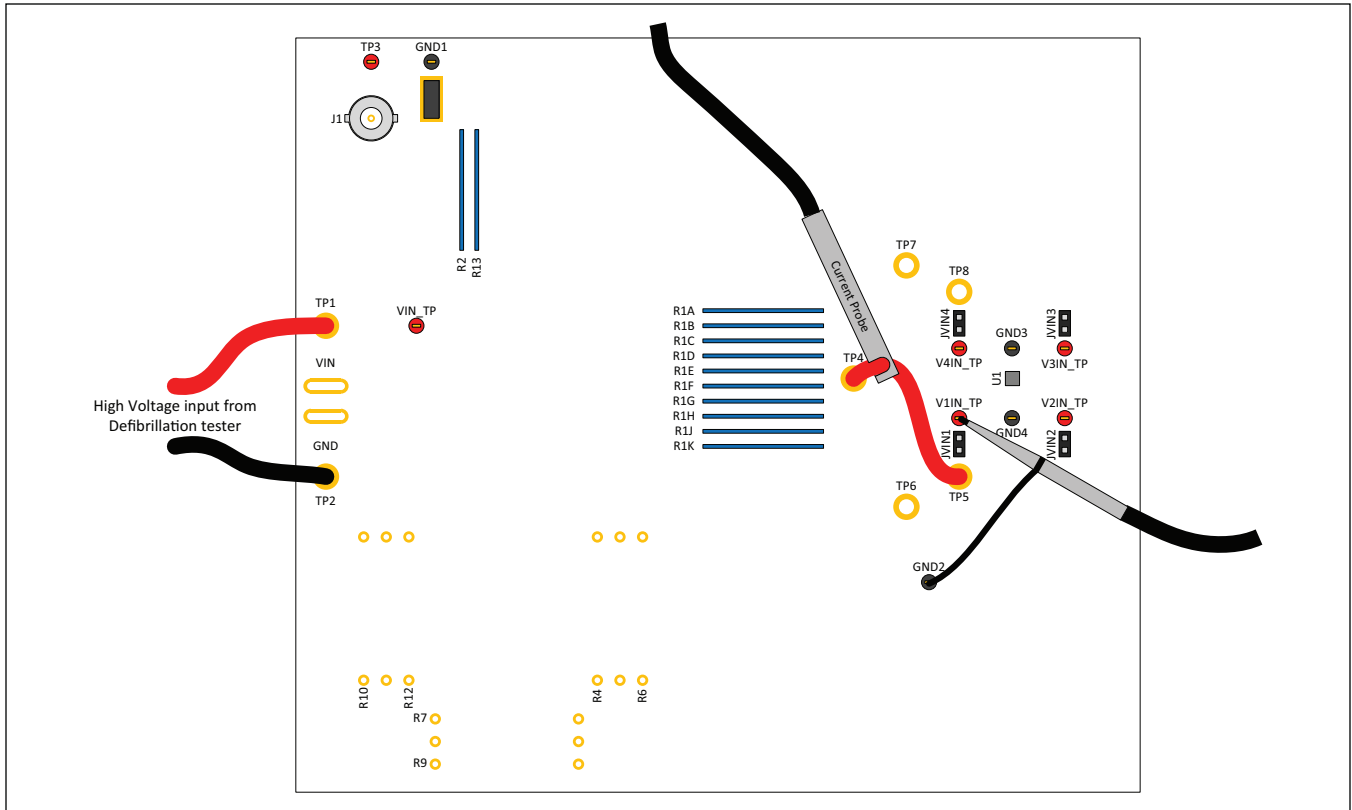 TP3
GND1
J1
R2
R13
TP1
VIN_TP
VIN
High Voltage input from
Defibrillation tester
GND
TP2
R10
R12
R4
R6
R7
R9
Current Probe
R1A
R1B
R1C
R1D
R1E
R1F
R1G
R1H
R1J
R1K
TP4
TP7
TP8
JVIN4
GND3
JVIN3
V4IN_TP
V3IN_TP
U1
V1IN_TP
V2IN_TP
JVIN1
GND4
JVIN2
TP6
TP5
GND2